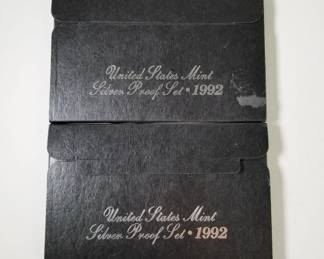 United States Mint
Silver Proof Set • 1992
United States Mint
Silver Proof Set • 1992